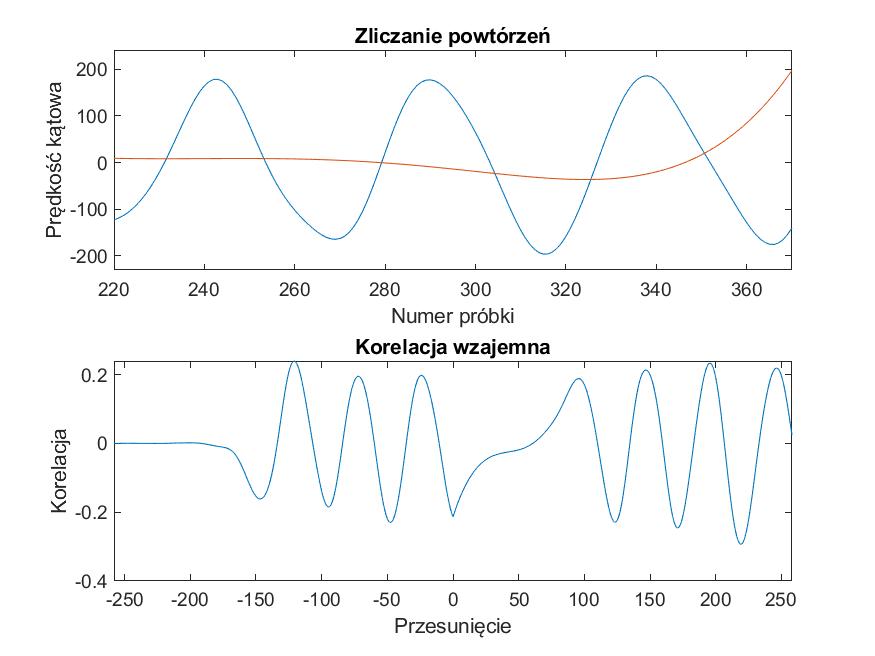 Zliczanie powtórzeń
Prędkość kątowa
200
100
0
-100
-200
220 240 260 280 300 320 340 360
Numer próbki
Korelacja wzajemna
Korelacja
0.2
0
-0.2
-0.4
-250 -200 -150 -100 -50 0 50 100 150 200 250
Przesunięcie